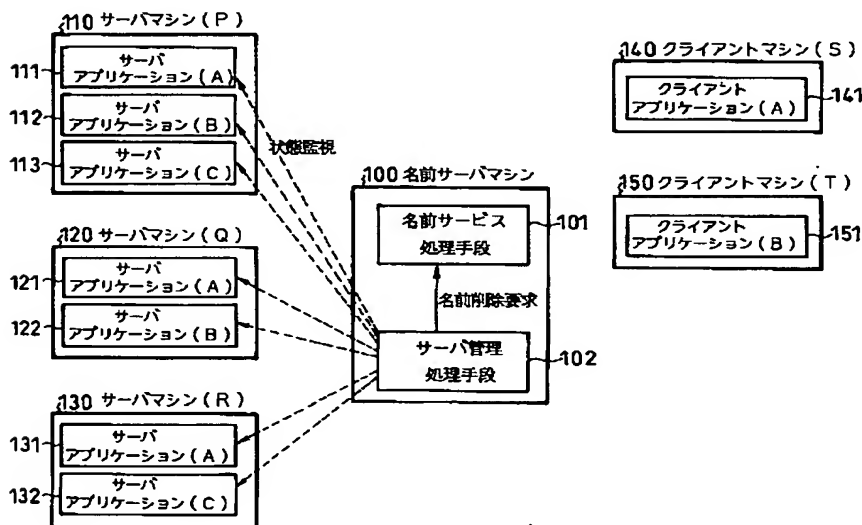 110 サーバマシン(P)
111
サーバ
アプリケーション(A)
112
サーバ
アプリケーション(B)
113
サーバ
アプリケーション(C)
120 サーバマシン(Q)
121
サーバ
アプリケーション(A)
122
サーバ
アプリケーション(B)
130 サーバマシン(R)
131
サーバ
アプリケーション(A)
132
サーバ
アプリケーション(C)
状態監視
100 名前サーバマシン
名前サービス
処理手段
101
名前削除要求
サーバ管理
処理手段
102
140 クライアントマシン(S)
クライアント
アプリケーション(A)
141
150 クライアントマシン(T)
クライアント
アプリケーション(B)
151